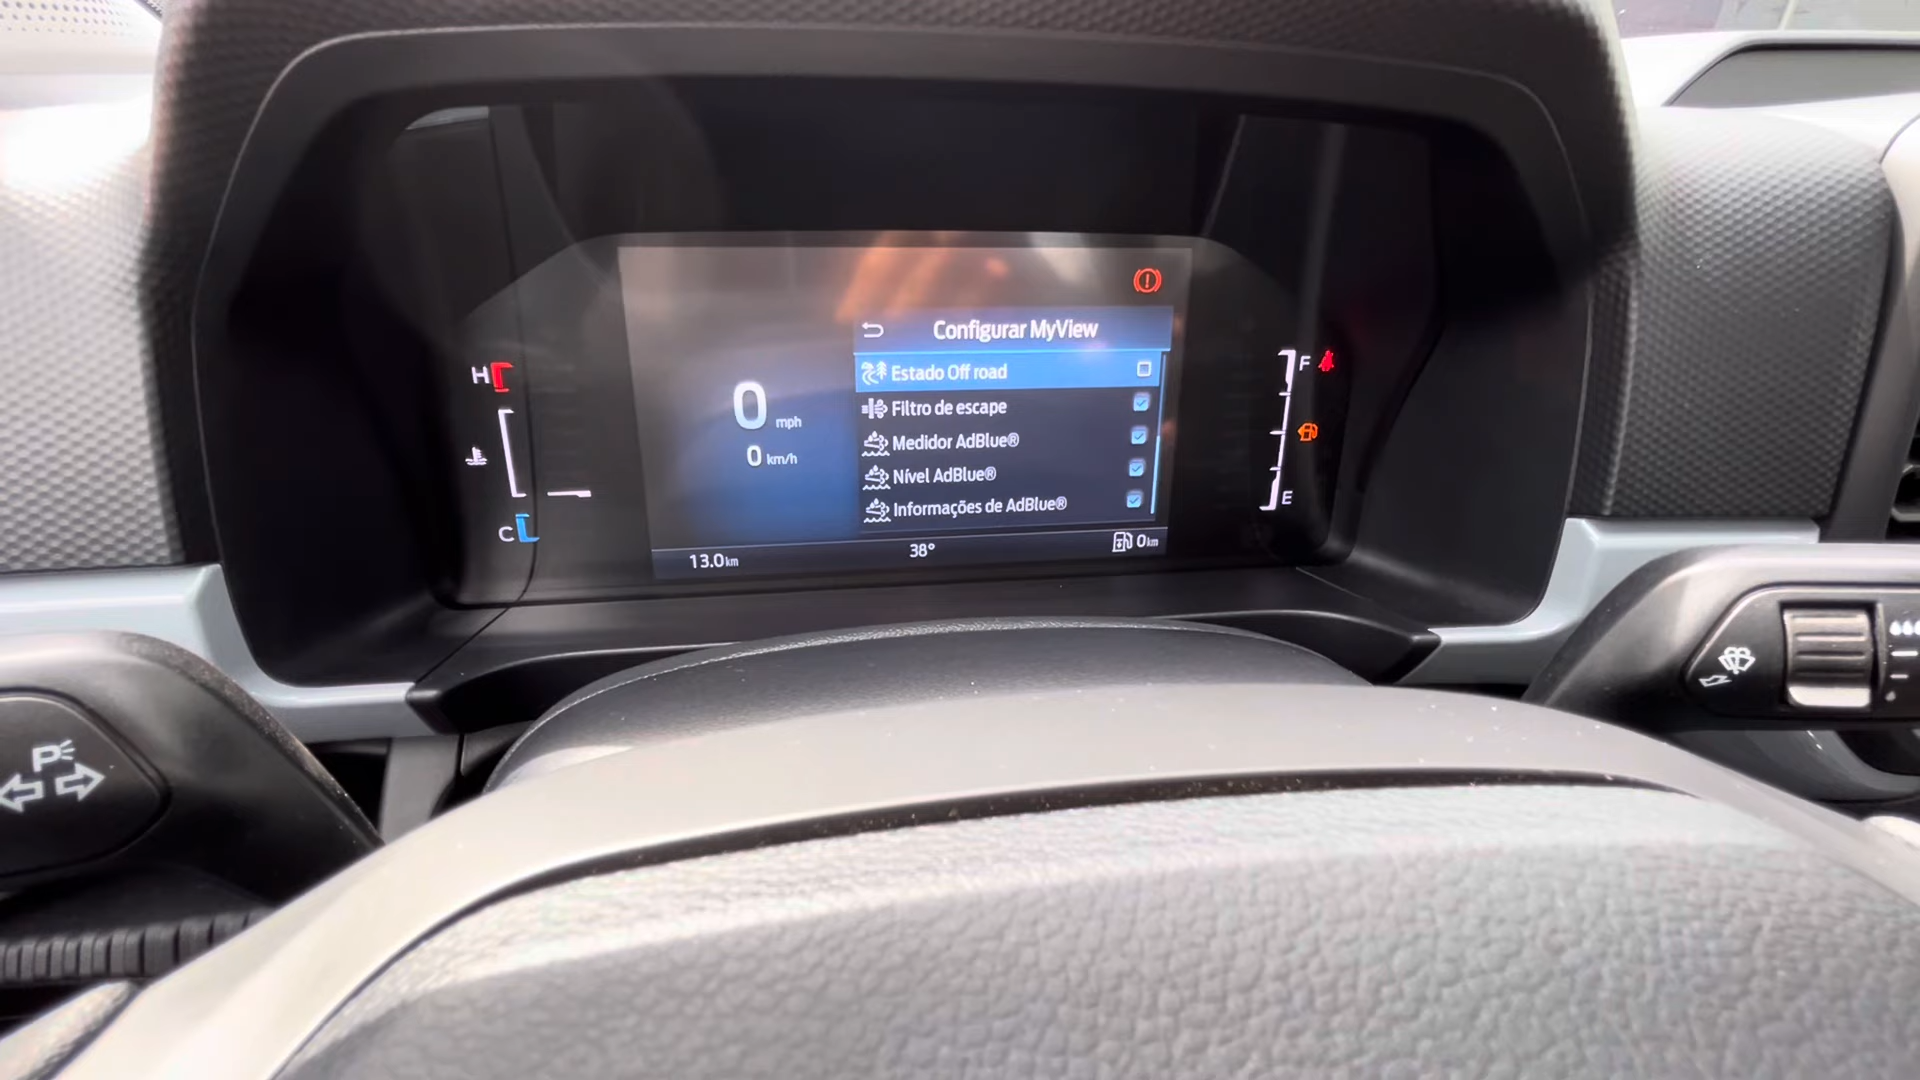 Configurar MyView
Estado Off road
Filtro de escape
Medidor AdBlue®
Nível AdBlue®
Informações de AdBlue®
0 mph
0 km/h
H
C
F
E
13.0 km
38°
0 km
P